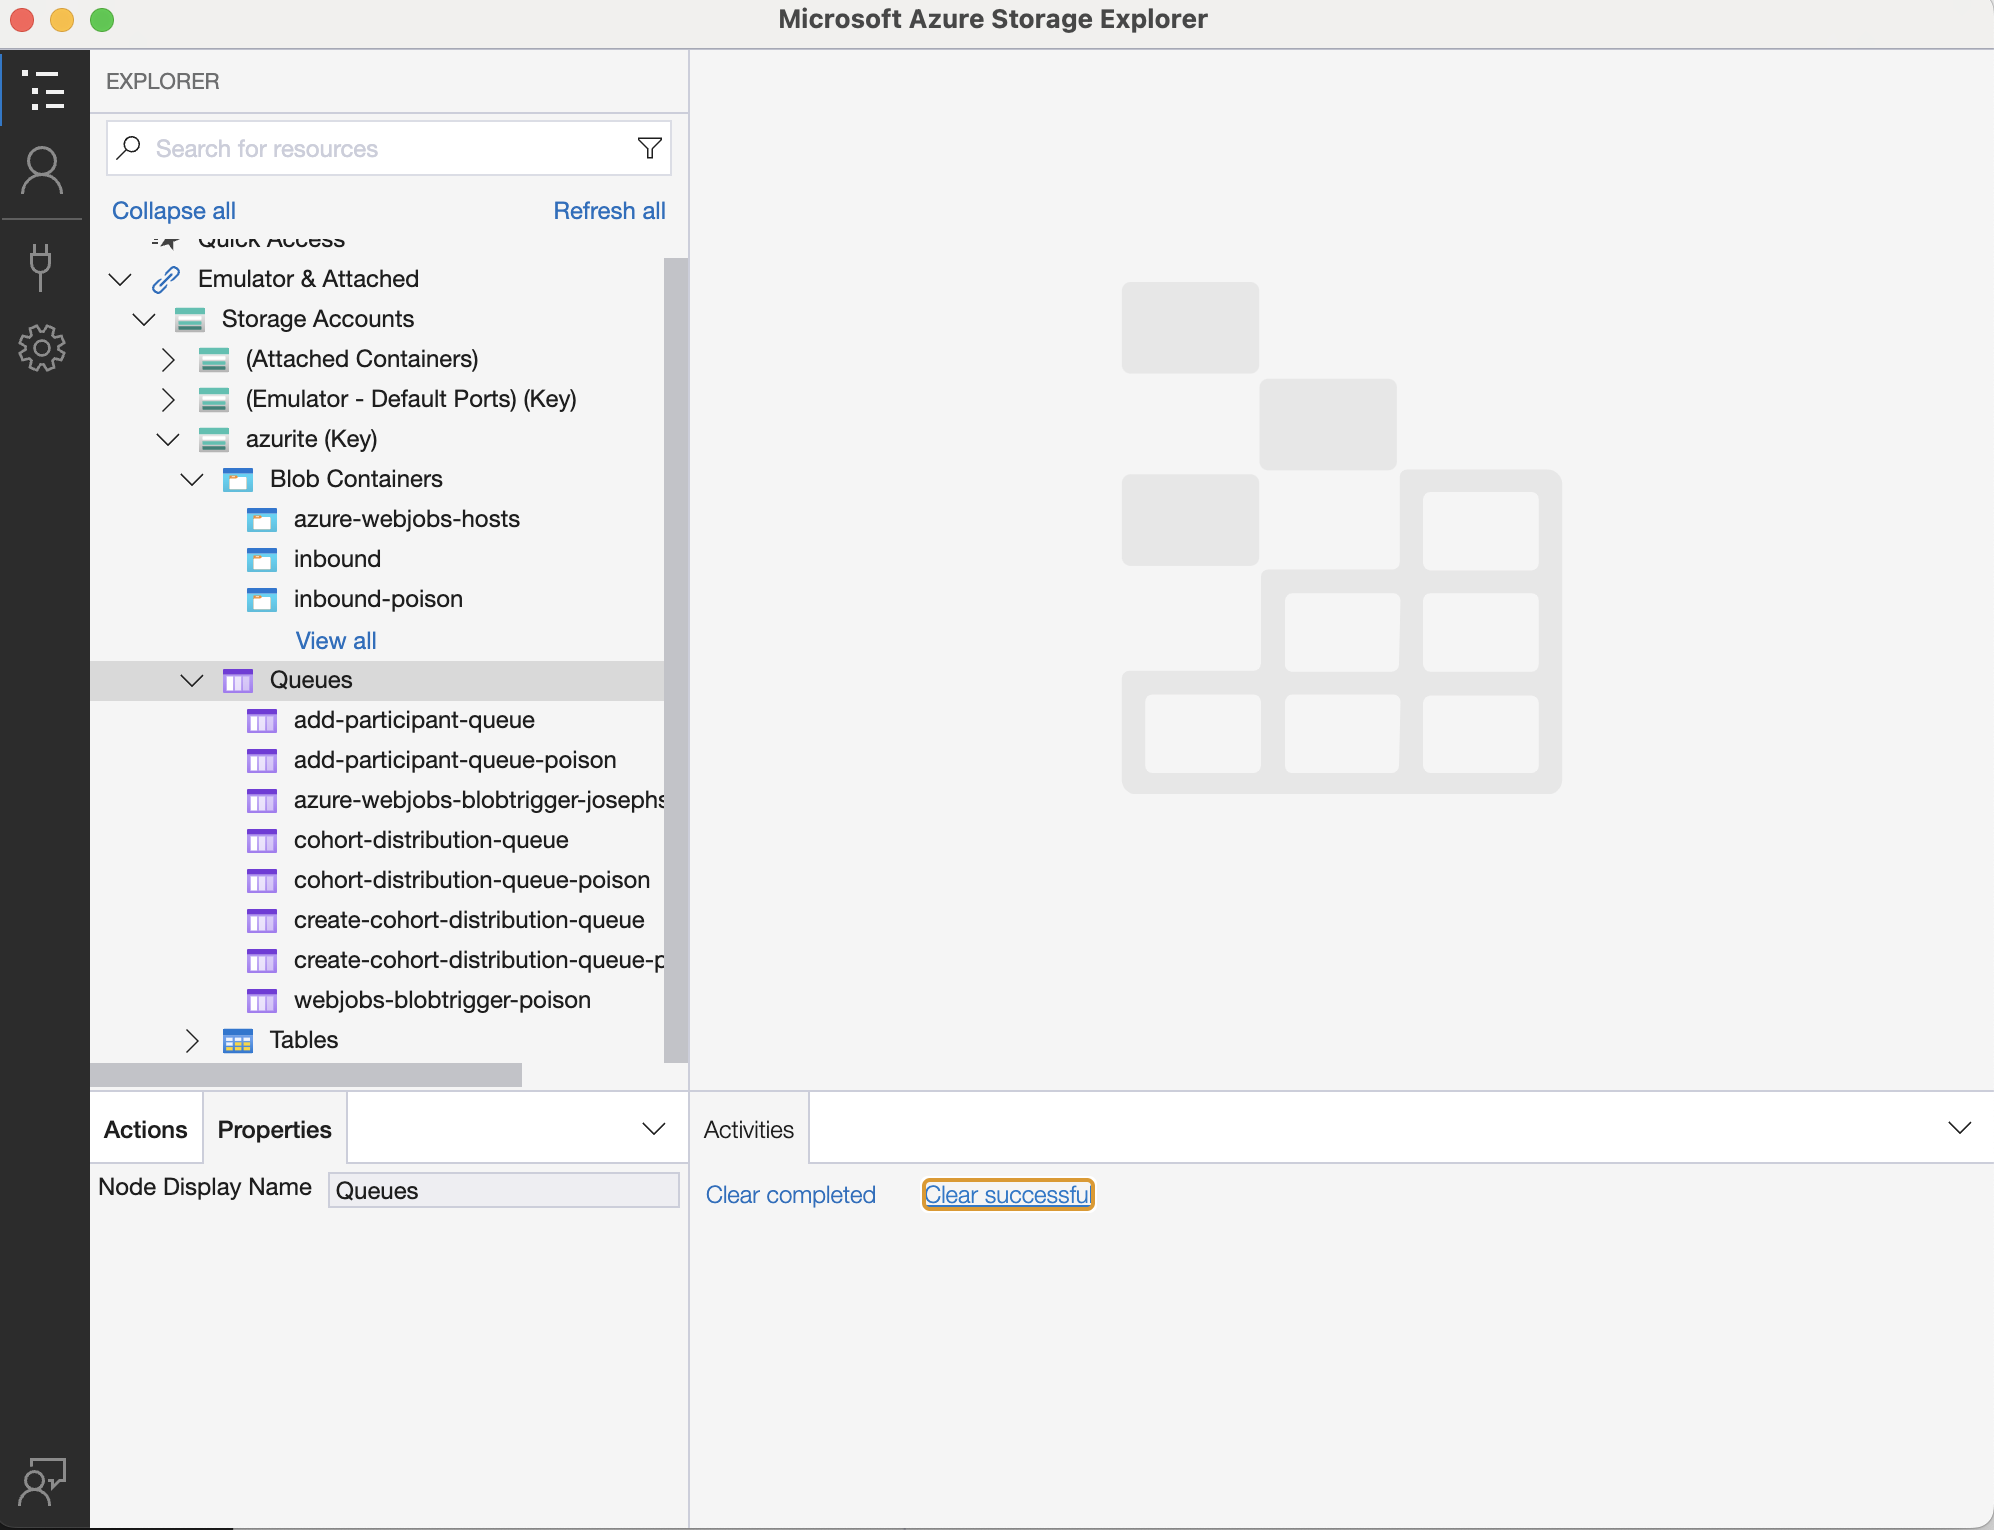 Microsoft Azure Storage Explorer
EXPLORER
Search for resources
Collapse all
Refresh all
Quick Access
Emulator & Attached
Storage Accounts
(Attached Containers)
(Emulator - Default Ports) (Key)
azurite (Key)
Blob Containers
azure-webjobs-hosts
inbound
inbound-poison
View all
Queues
add-participant-queue
add-participant-queue-poison
azure-webjobs-blobtrigger-josephs
cohort-distribution-queue
cohort-distribution-queue-poison
create-cohort-distribution-queue
create-cohort-distribution-queue-p
webjobs-blobtrigger-poison
Tables
Actions
Properties
Node Display Name
Queues
Activities
Clear completed
Clear successful